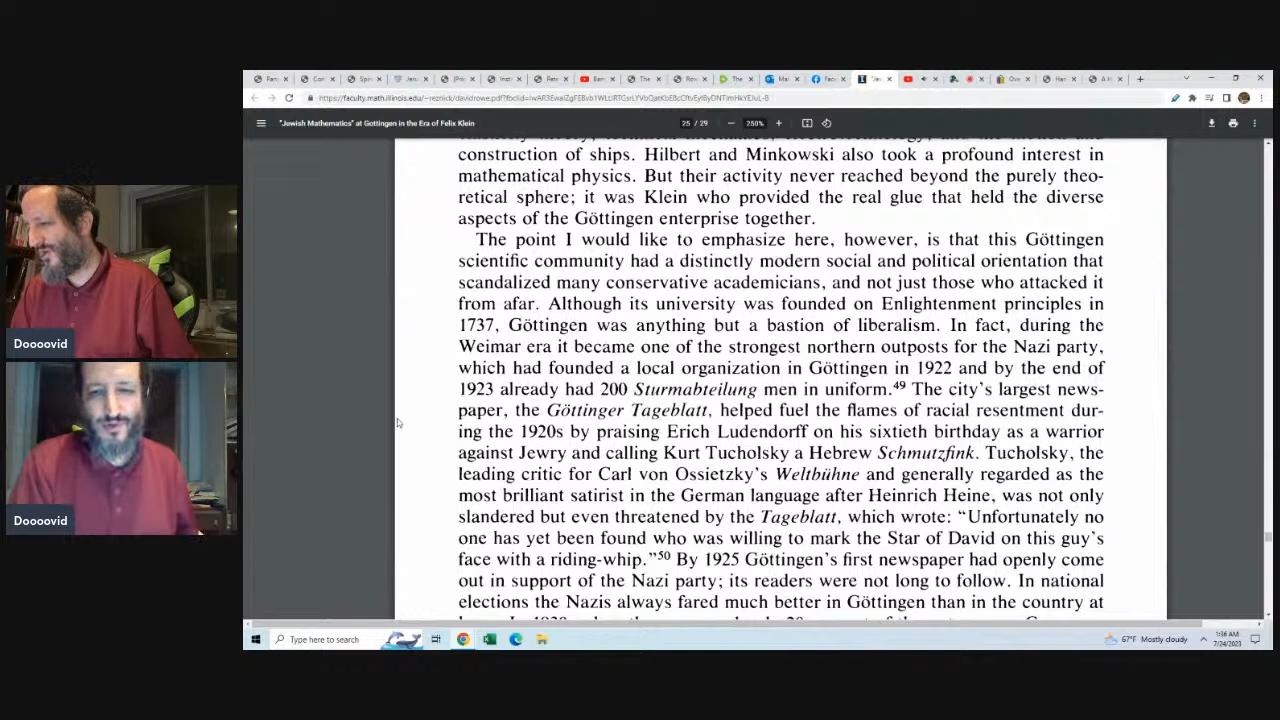 "Jewish Mathematics" at Gottingen in the Era of Felix Klein
25 / 29
250%
construction of ships. Hilbert and Minkowski also took a profound interest in
mathematical physics. But their activity never reached beyond the purely theo-
retical sphere; it was Klein who provided the real glue that held the diverse
aspects of the Göttingen enterprise together.
The point I would like to emphasize here, however, is that this Göttingen
scientific community had a distinctly modern social and political orientation that
scandalized many conservative academicians, and not just those who attacked it
from afar. Although its university was founded on Enlightenment principles in
1737, Göttingen was anything but a bastion of liberalism. In fact, during the
Weimar era it became one of the strongest northern outposts for the Nazi party,
which had founded a local organization in Göttingen in 1922 and by the end of
1923 already had 200 Sturmabteilung men in uniform.49 The city's largest news-
paper, the Göttinger Tageblatt, helped fuel the flames of racial resentment dur-
ing the 1920s by praising Erich Ludendorff on his sixtieth birthday as a warrior
against Jewry and calling Kurt Tucholsky a Hebrew Schmutzfink. Tucholsky, the
leading critic for Carl von Ossietzky's Weltbühne and generally regarded as the
most brilliant satirist in the German language after Heinrich Heine, was not only
slandered but even threatened by the Tageblatt, which wrote: "Unfortunately no
one has yet been found who was willing to mark the Star of David on this guy's
face with a riding-whip."50 By 1925 Göttingen's first newspaper had openly come
out in support of the Nazi party; its readers were not long to follow. In national
elections the Nazis always fared much better in Göttingen than in the country at
Doooovid
Doooovid
Type here to search
67°F Mostly cloudy
1:36 AM
7/24/2023